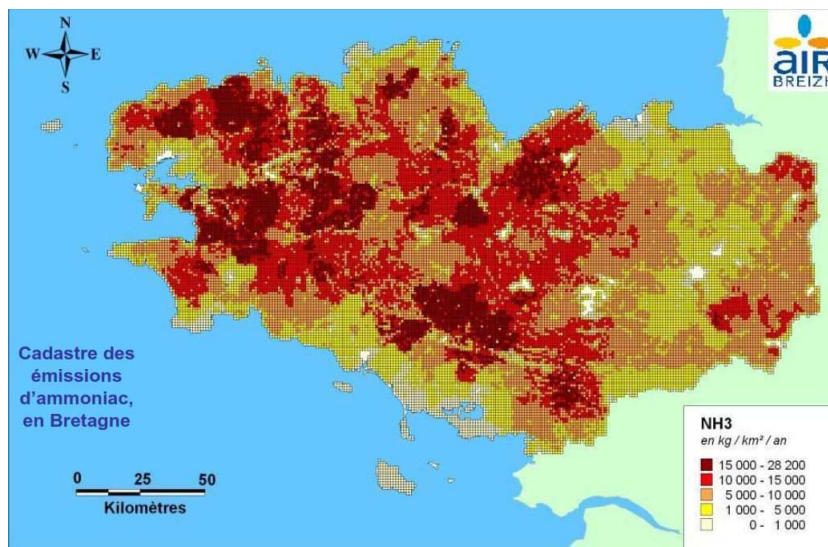 N
W E
S
aiR
BREIZH
Cadastre des
émissions
d'ammoniac,
en Bretagne
0 25 50
Kilomètres
NH3
en kg / km² / an
15 000 - 28 200
10 000 - 15 000
5 000 - 10 000
1 000 - 5 000
0 - 1 000